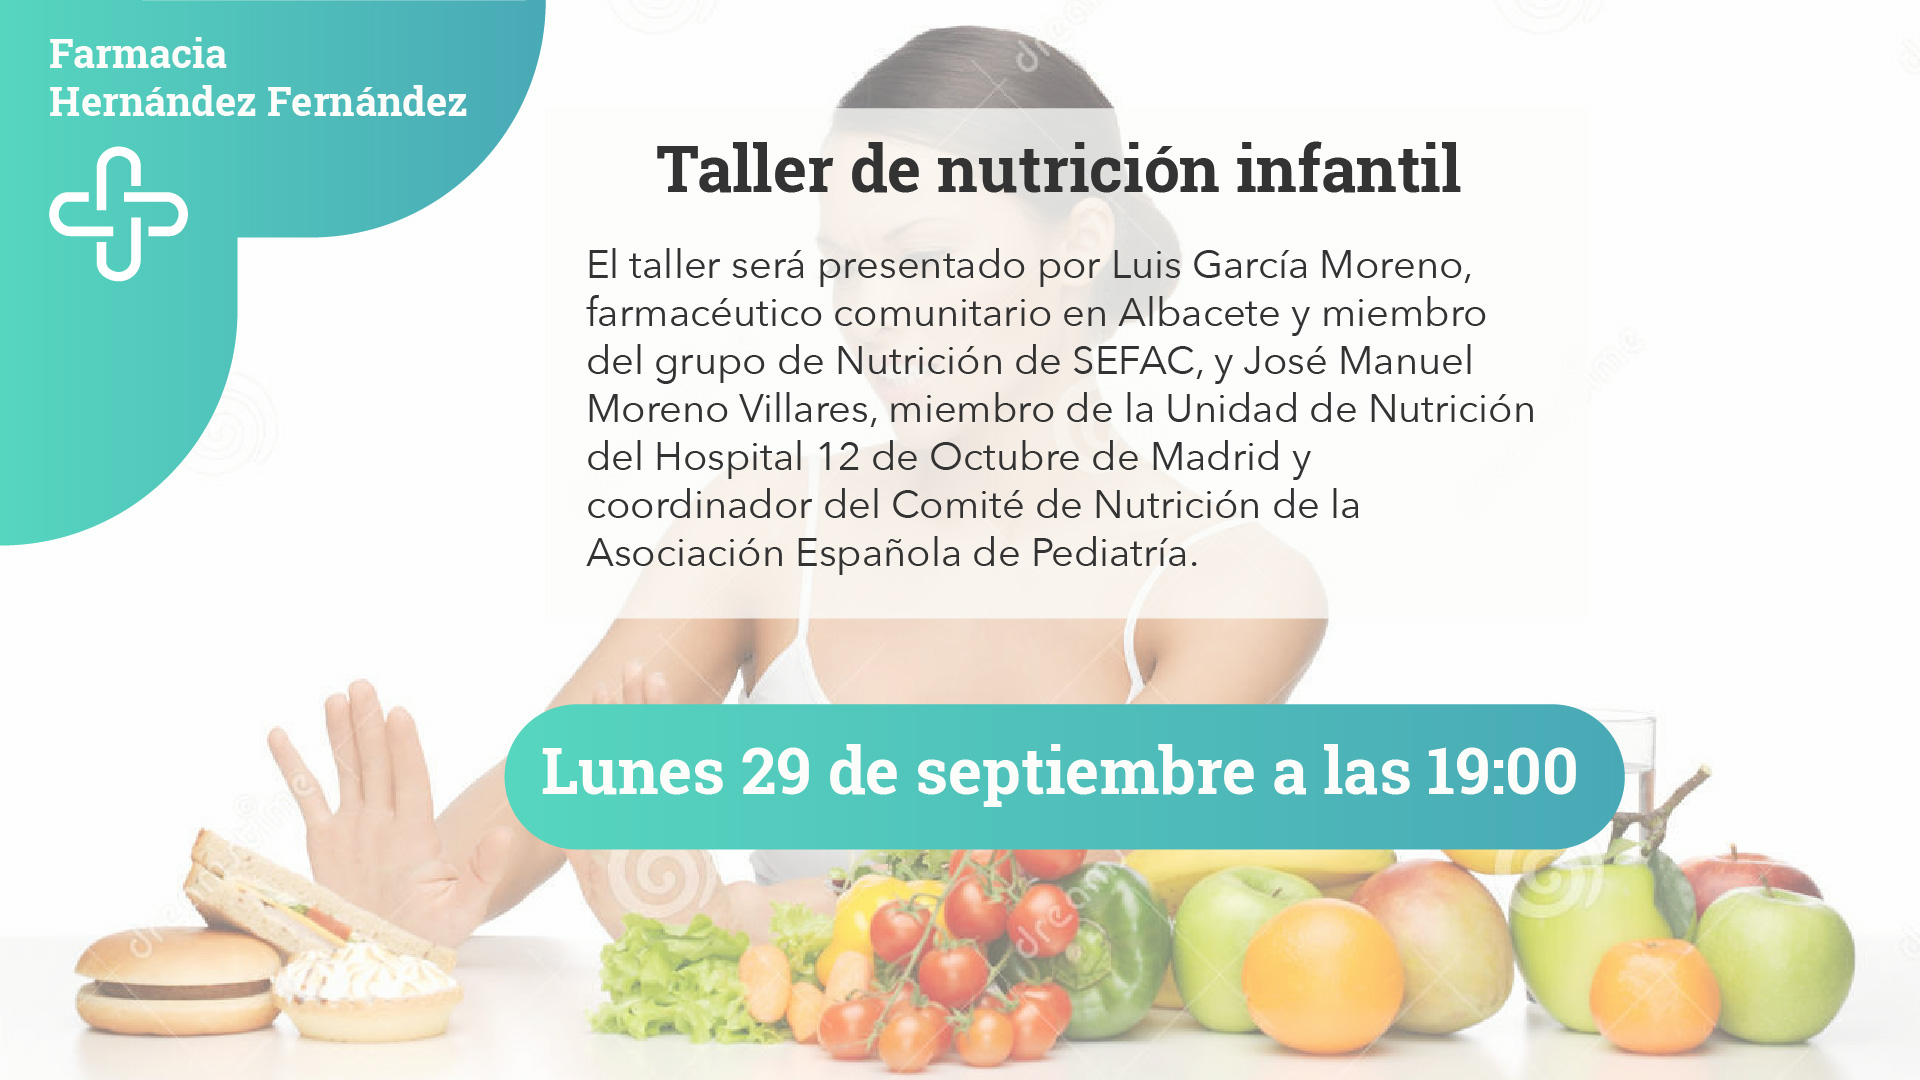 Farmacia
Hernández Fernández
Taller de nutrición infantil
El taller será presentado por Luis García Moreno,
farmacéutico comunitario en Albacete y miembro
del grupo de Nutrición de SEFAC, y José Manuel
Moreno Villares, miembro de la Unidad de Nutrición
del Hospital 12 de Octubre de Madrid y
coordinador del Comité de Nutrición de la
Asociación Española de Pediatría.
Lunes 29 de septiembre a las 19:00